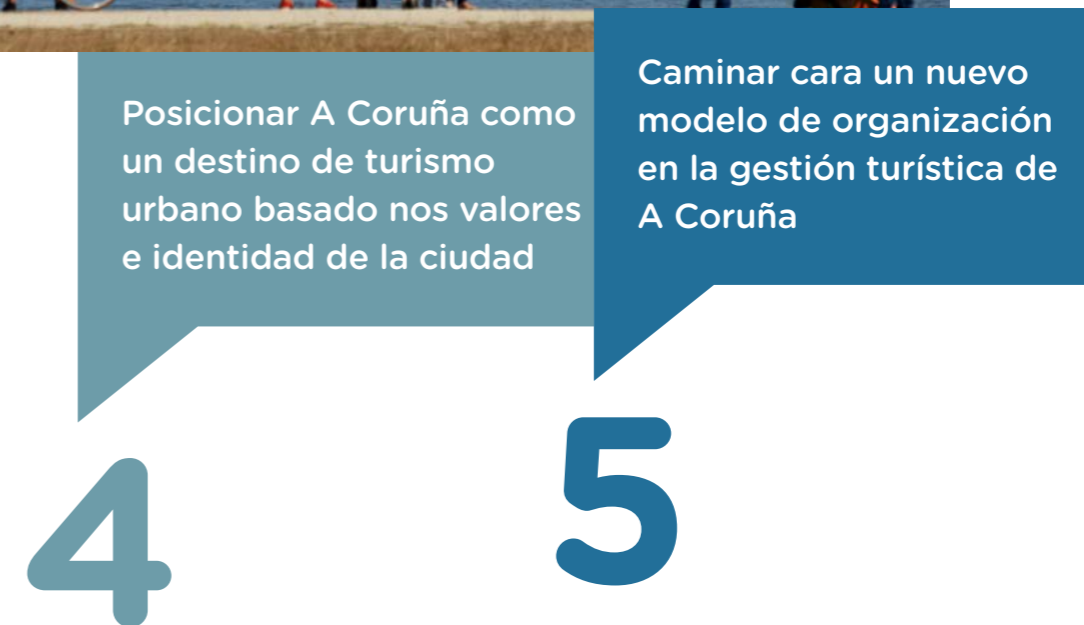 Posicionar A Coruña como
un destino de turismo
urbano basado nos valores
e identidad de la ciudad
4
Caminar cara un nuevo
modelo de organización
en la gestión turística de
A Coruña
5